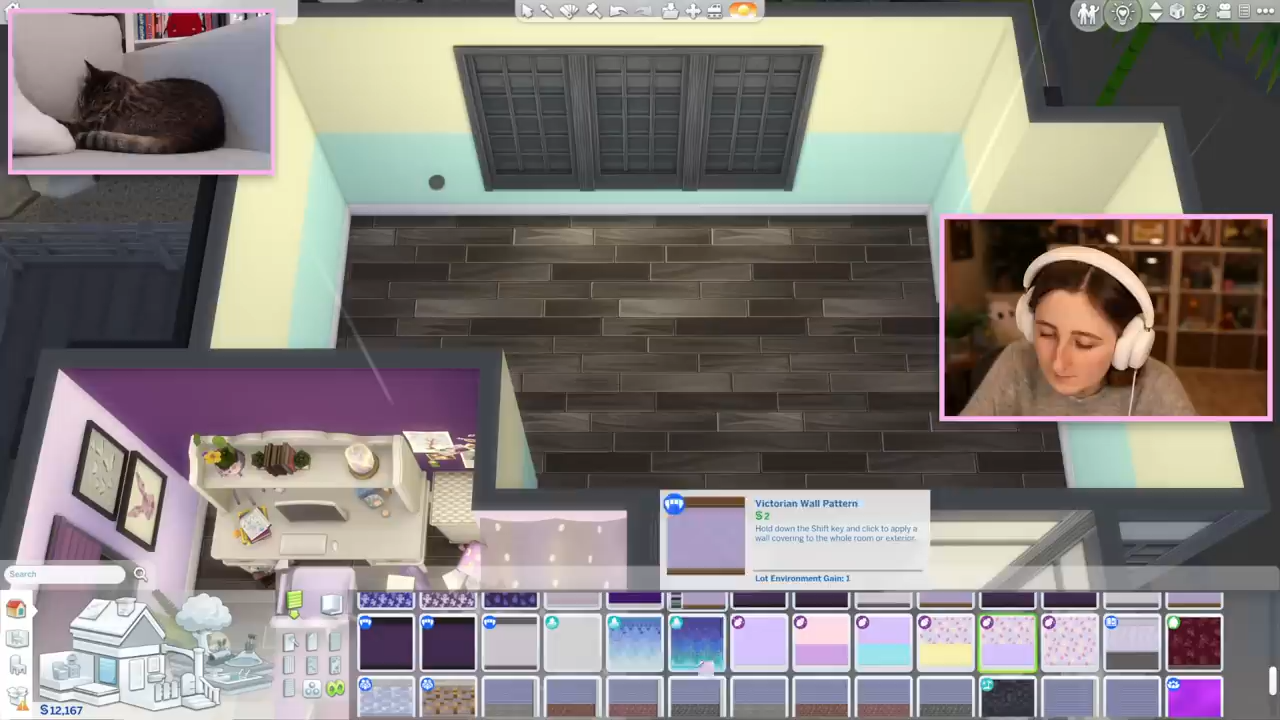 Victorian Wall Pattern
$2
Hold down the Shift key and click to apply a
wall covering to the whole room or exterior.
Lot Environment Gain: 1
Search
$12,167